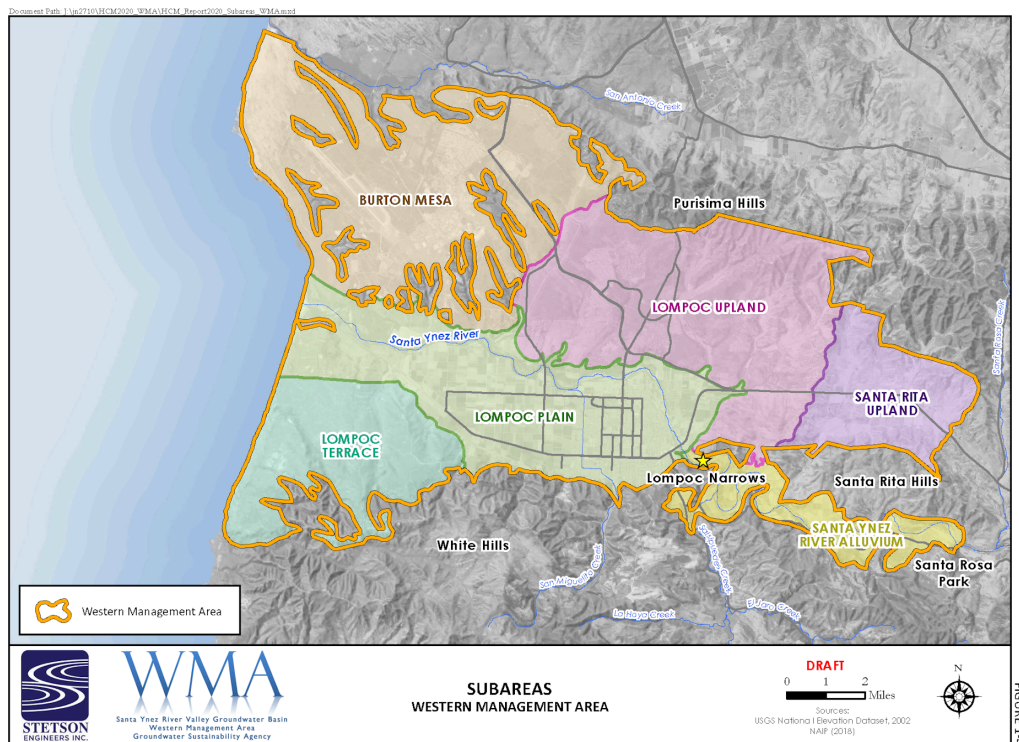 Document Path: J:\jn2710\HCM2020_WMA\HCM_Report2020_Subareas_WMA.mxd
San Antonio Creek
BURTON MESA
Purisima Hills
LOMPOC UPLAND
Santa Rosa Creek
Santa Ynez River
SANTA RITA
UPLAND
LOMPOC PLAIN
LOMPOC
TERRACE
Lompoc Narrows
Santa Rita Hills
SANTA YNEZ
RIVER ALLUVIUM
White Hills
Santa Rosa
Park
San Miguelito Creek
Salsipuedes Creek
El Jaro Creek
La Hoya Creek
Western Management Area
STETSON
ENGINEERS INC.
WMA
Santa Ynez River Valley Groundwater Basin
Western Management Area
Groundwater Sustainability Agency
SUBAREAS
WESTERN MANAGEMENT AREA
DRAFT
0 1 2
Miles
Sources:
USGS National Elevation Dataset, 2002
NAIP (2018)
N